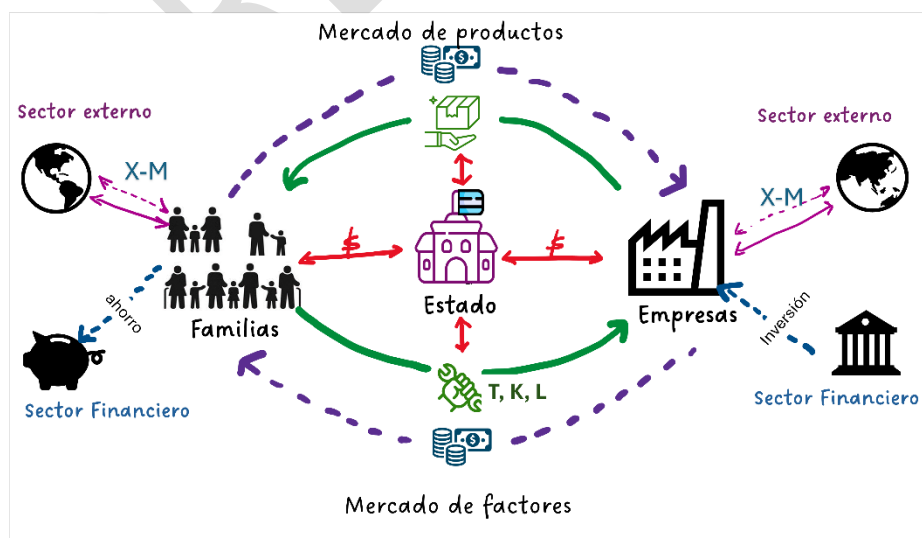 Mercado de productos
Sector externo
Sector externo
X-M
X-M
$
$
ahorro
Familias
Estado
Empresas
Inversión
T, K, L
Sector Financiero
Sector Financiero
Mercado de factores